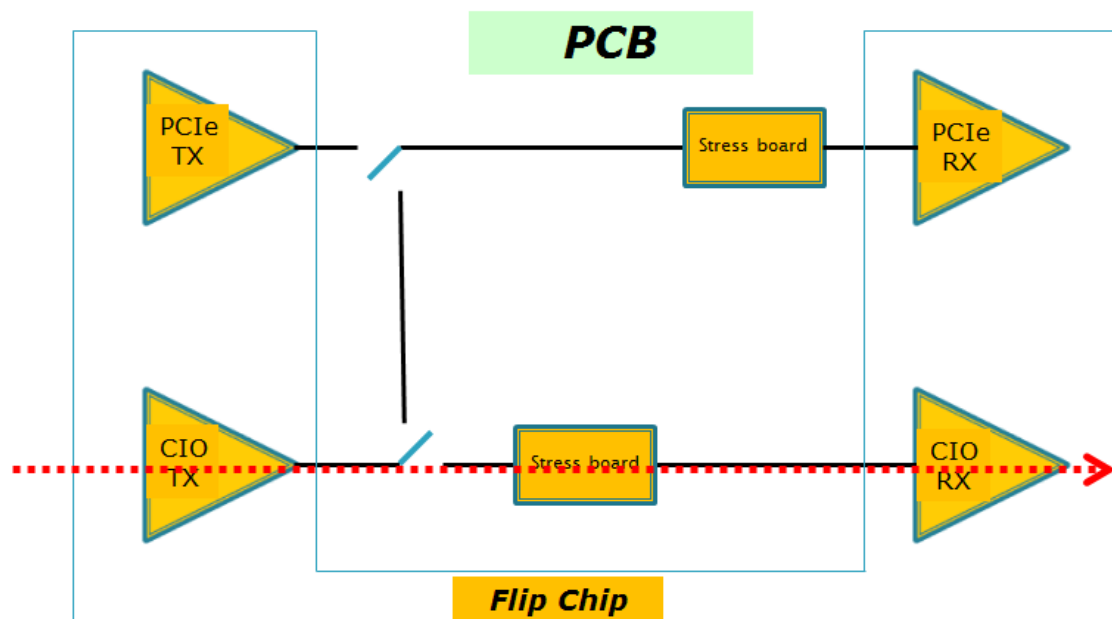 PCB
PCIe
TX
Stress board
PCIe
RX
CIO
TX
Stress board
CIO
RX
Flip Chip